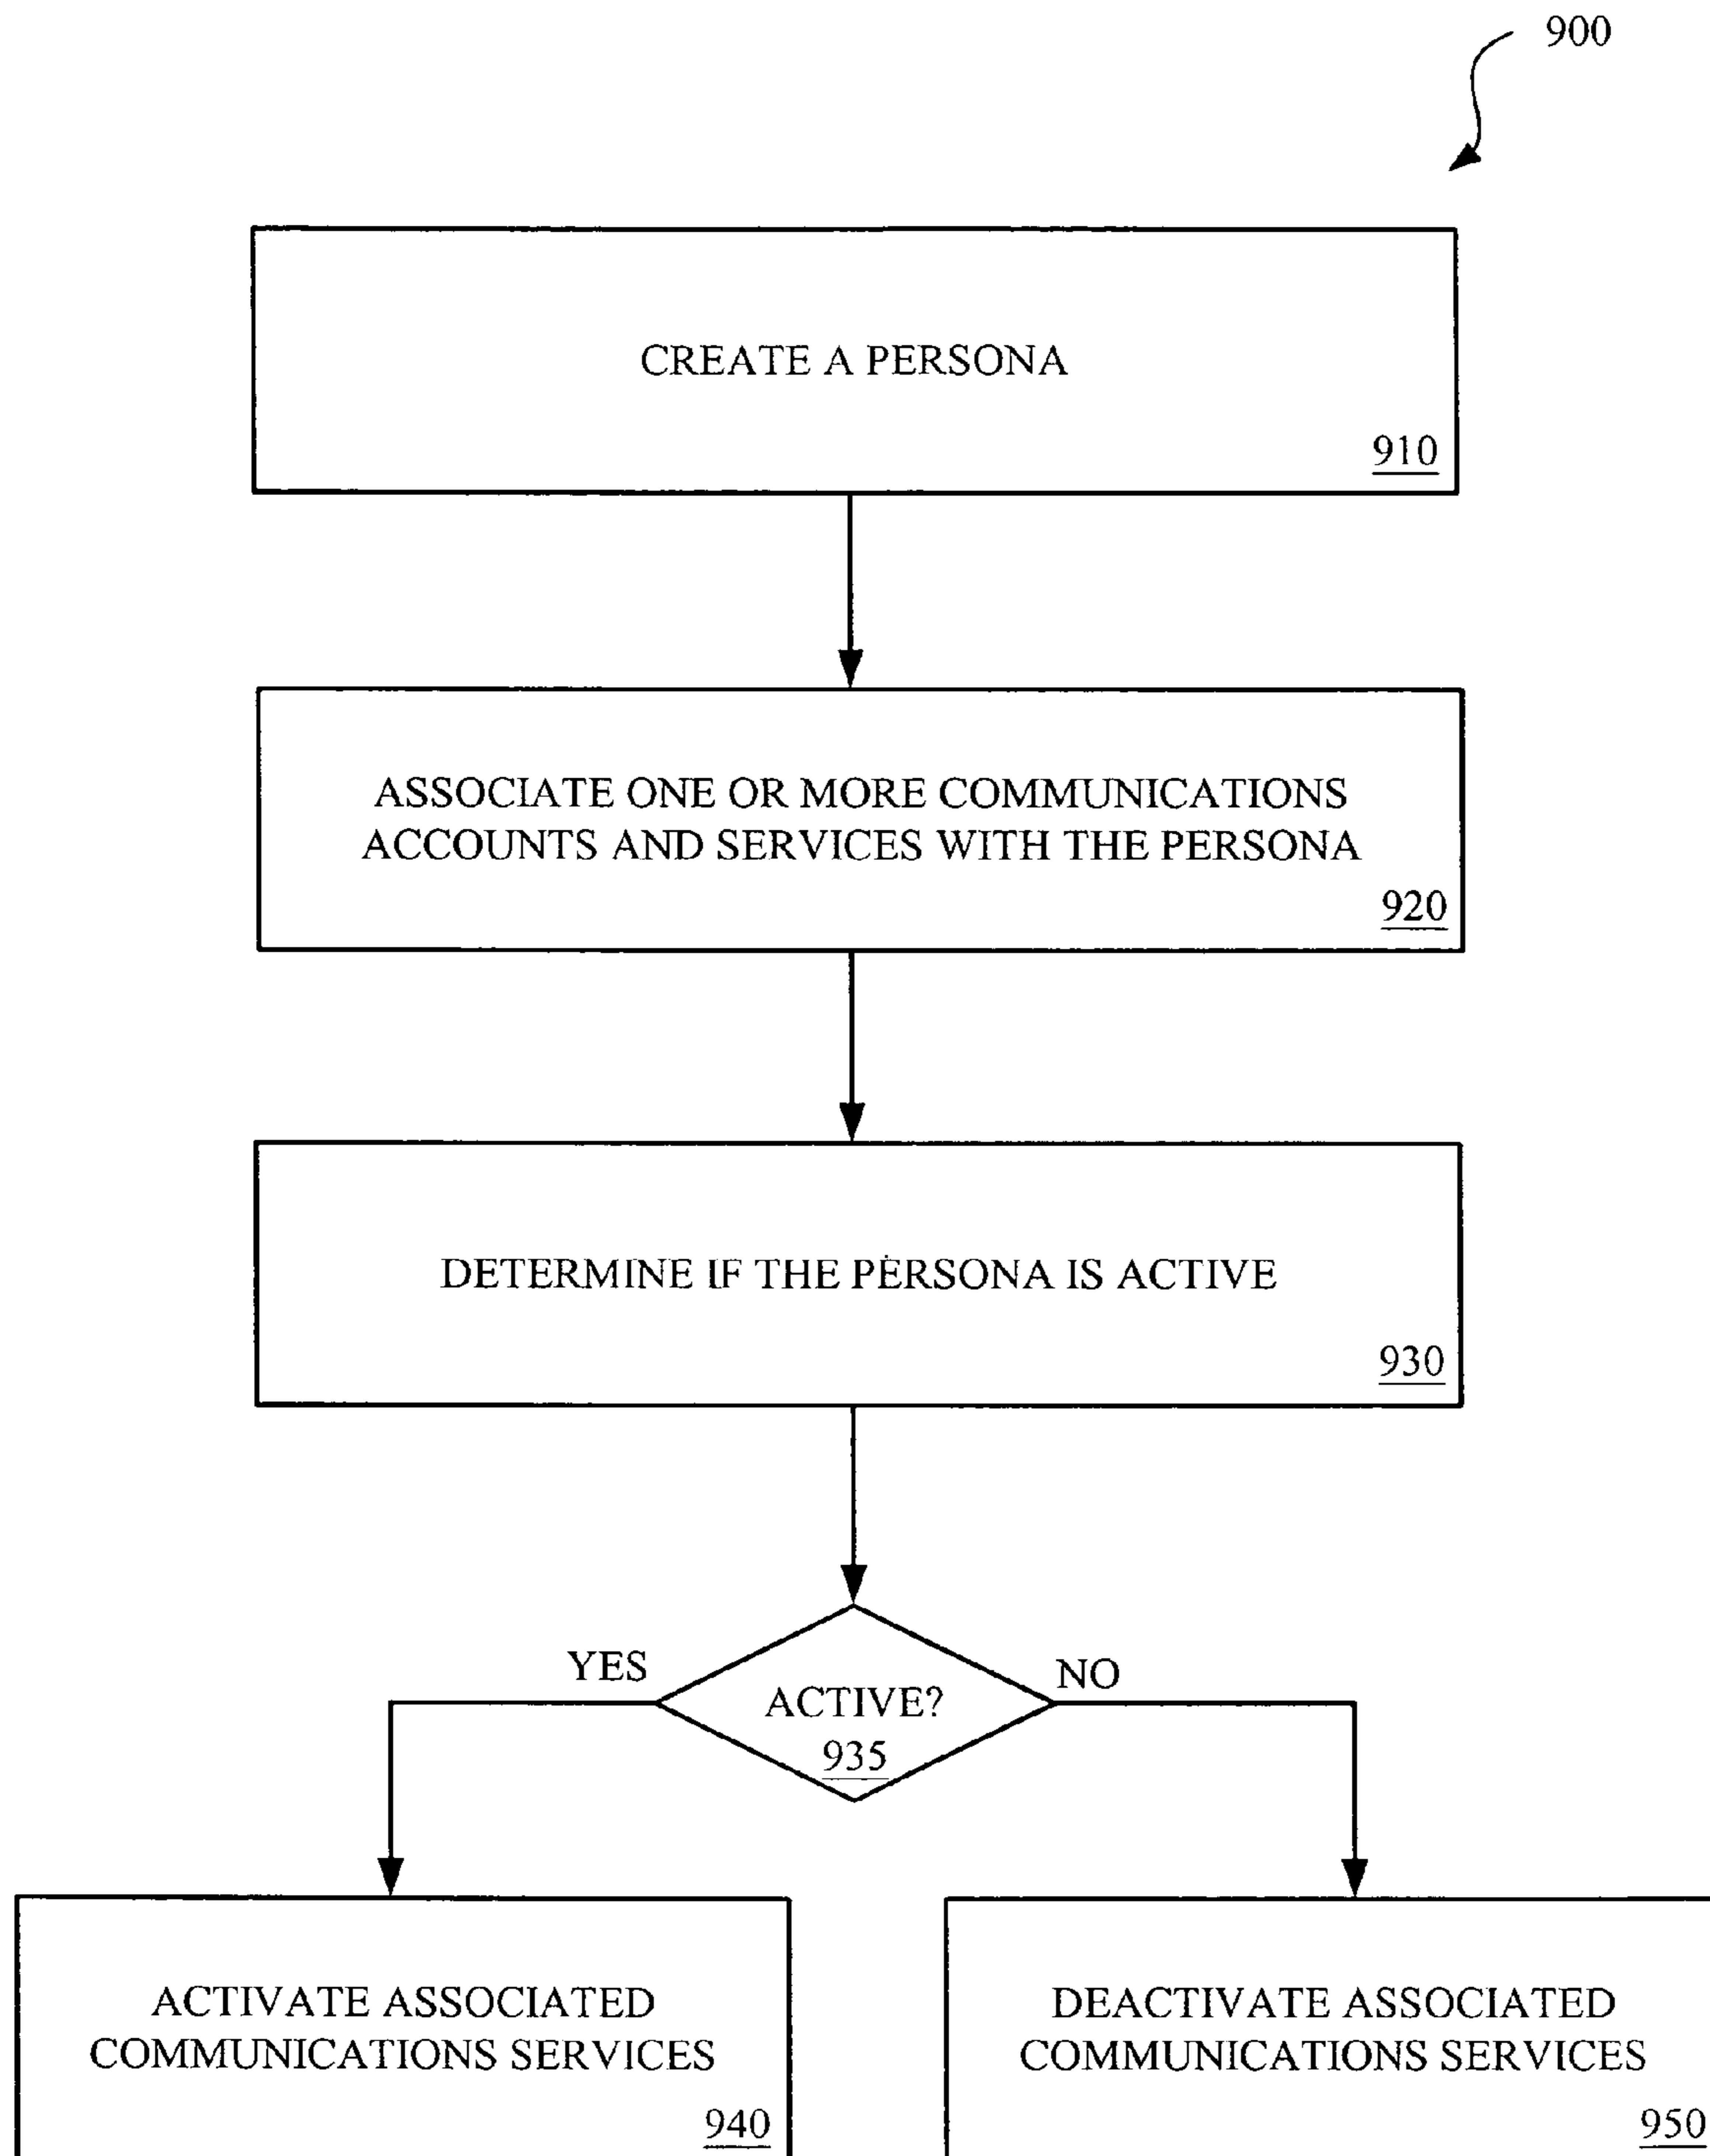 900
CREATE A PERSONA
910
ASSOCIATE ONE OR MORE COMMUNICATIONS
ACCOUNTS AND SERVICES WITH THE PERSONA
920
DETERMINE IF THE PERSONA IS ACTIVE
930
YES
NO
ACTIVE?
935
ACTIVATE ASSOCIATED
COMMUNICATIONS SERVICES
940
DEACTIVATE ASSOCIATED
COMMUNICATIONS SERVICES
950